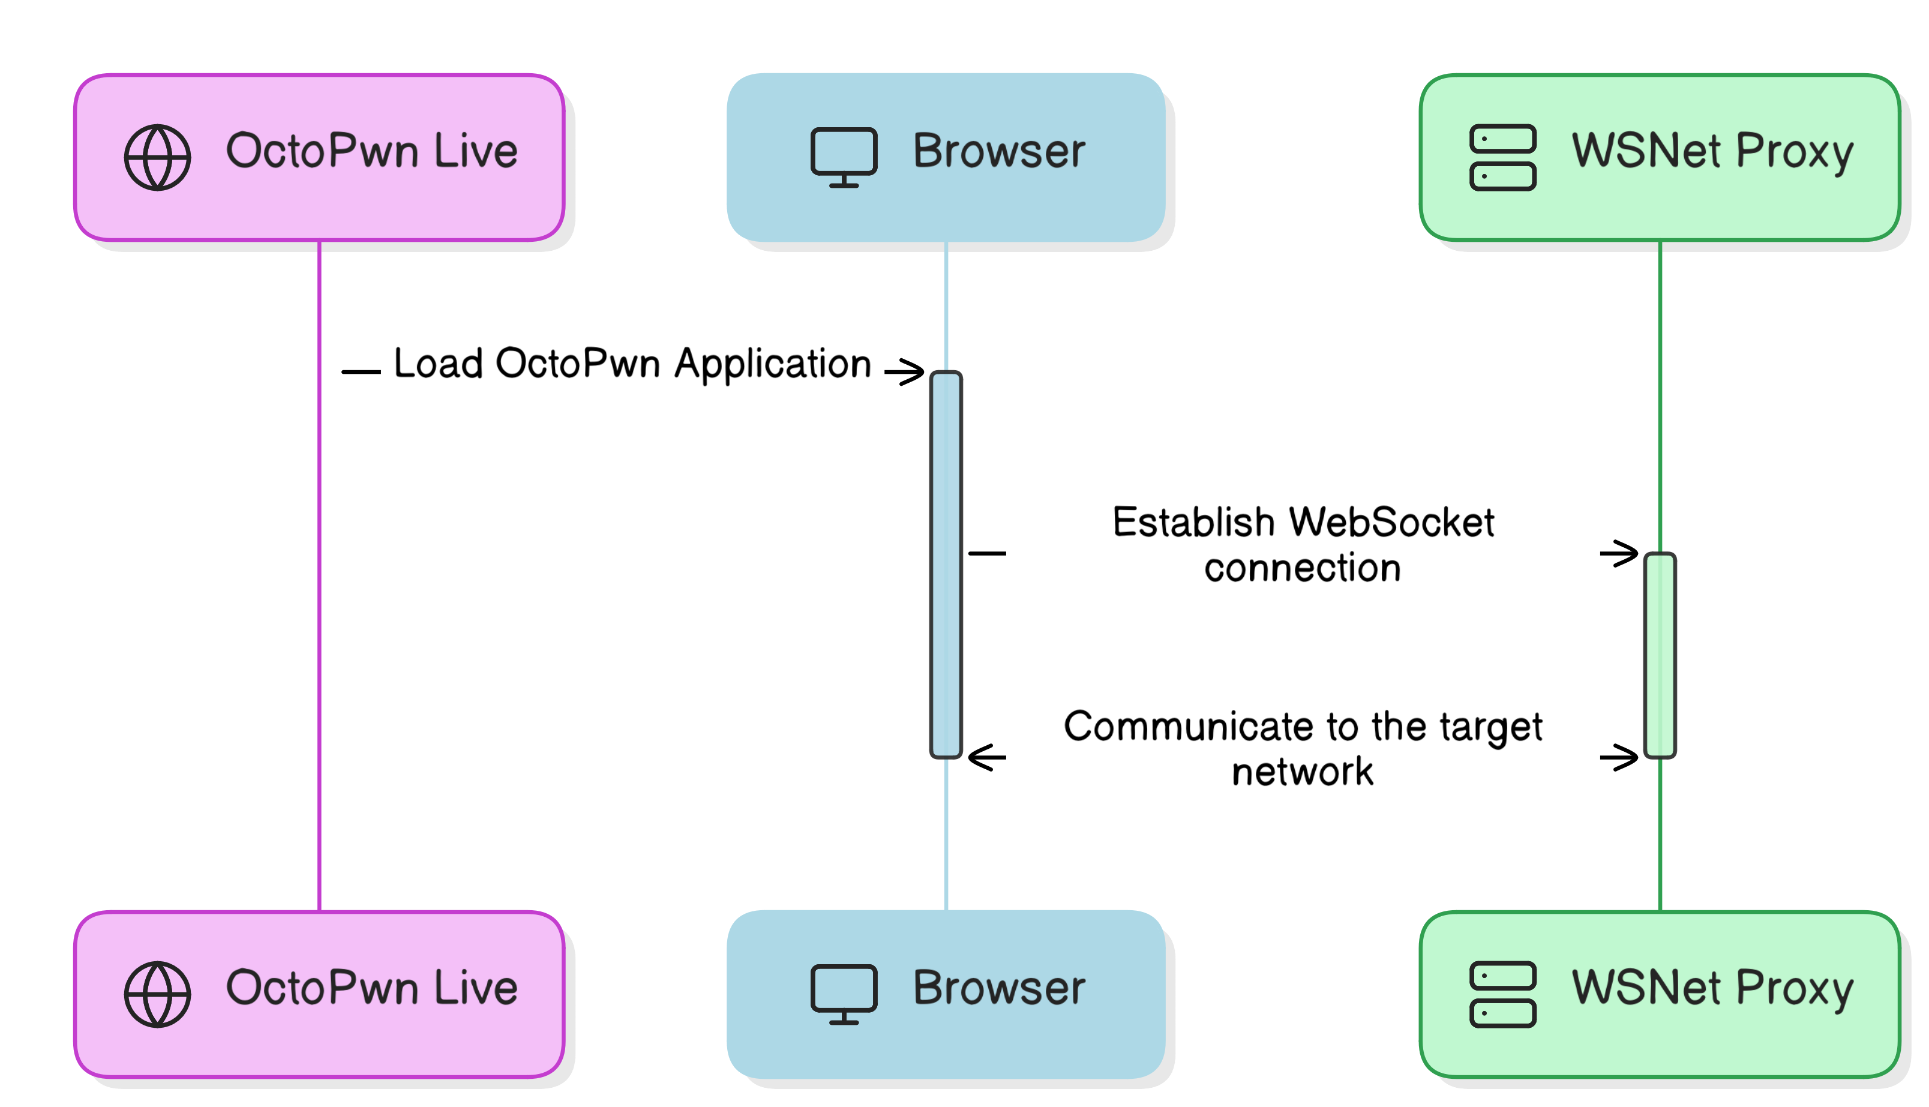 OctoPwn Live
Browser
WSNet Proxy
Load OctoPwn Application
Establish WebSocket
connection
Communicate to the target
network
OctoPwn Live
Browser
WSNet Proxy